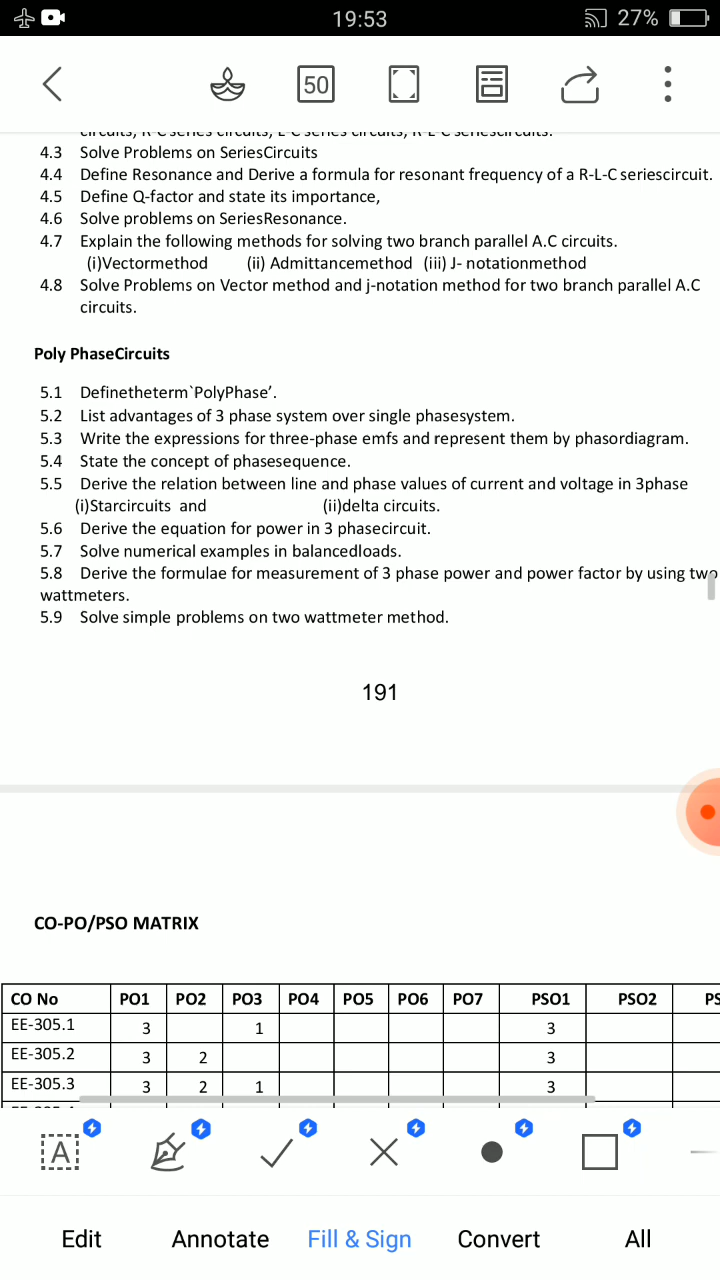 19:53
27%
50
circuits, R-C series circuits, L-C series circuits, R-L-C seriescircuits.
4.3 Solve Problems on SeriesCircuits
4.4 Define Resonance and Derive a formula for resonant frequency of a R-L-C seriescircuit.
4.5 Define Q-factor and state its importance,
4.6 Solve problems on SeriesResonance.
4.7 Explain the following methods for solving two branch parallel A.C circuits.
(i)Vectormethod (ii) Admittancemethod (iii) J- notationmethod
4.8 Solve Problems on Vector method and j-notation method for two branch parallel A.C
circuits.
Poly PhaseCircuits
5.1 Definetheterm`PolyPhase’.
5.2 List advantages of 3 phase system over single phasesystem.
5.3 Write the expressions for three-phase emfs and represent them by phasordiagram.
5.4 State the concept of phasesequence.
5.5 Derive the relation between line and phase values of current and voltage in 3phase
(i)Starcircuits and (ii)delta circuits.
5.6 Derive the equation for power in 3 phasecircuit.
5.7 Solve numerical examples in balancedloads.
5.8 Derive the formulae for measurement of 3 phase power and power factor by using two
wattmeters.
5.9 Solve simple problems on two wattmeter method.
191
CO-PO/PSO MATRIX
CO No PO1 PO2 PO3 PO4 PO5 PO6 PO7 PSO1 PSO2 PS
EE-305.1 3 1 3
EE-305.2 3 2 3
EE-305.3 3 2 1 3
A
Edit Annotate Fill & Sign Convert All